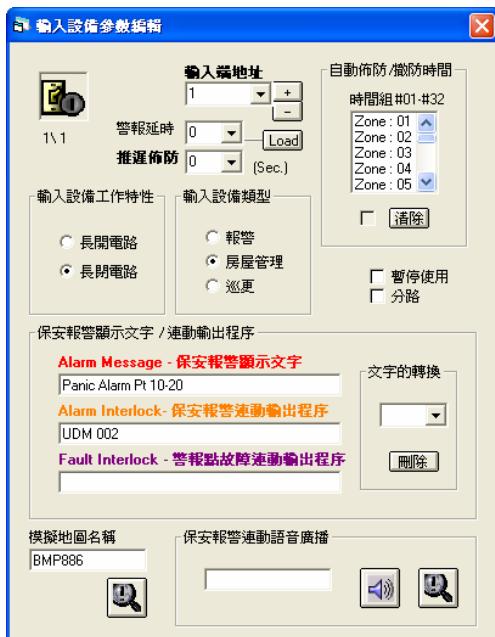 輸入設備參數編輯
輸入端地址
1
+
-
1\ 1
警報延時 0
Load
推遲佈防 0
(Sec.)
自動佈防/撤防時間
時間組#01-#32
Zone : 01
Zone : 02
Zone : 03
Zone : 04
Zone : 05
清除
輸入設備工作特性
長開電路
長閉電路
輸入設備類型
報警
房屋管理
巡更
暫停使用
分路
保安報警顯示文字 / 連動輸出程序
Alarm Message - 保安報警顯示文字
Panic Alarm Pt 10-20
Alarm Interlock- 保安報警連動輸出程序
UDM 002
Fault Interlock - 警報點故障連動輸出程序
文字的轉換
刪除
模擬地圖名稱
BMP886
保安報警連動語音廣播